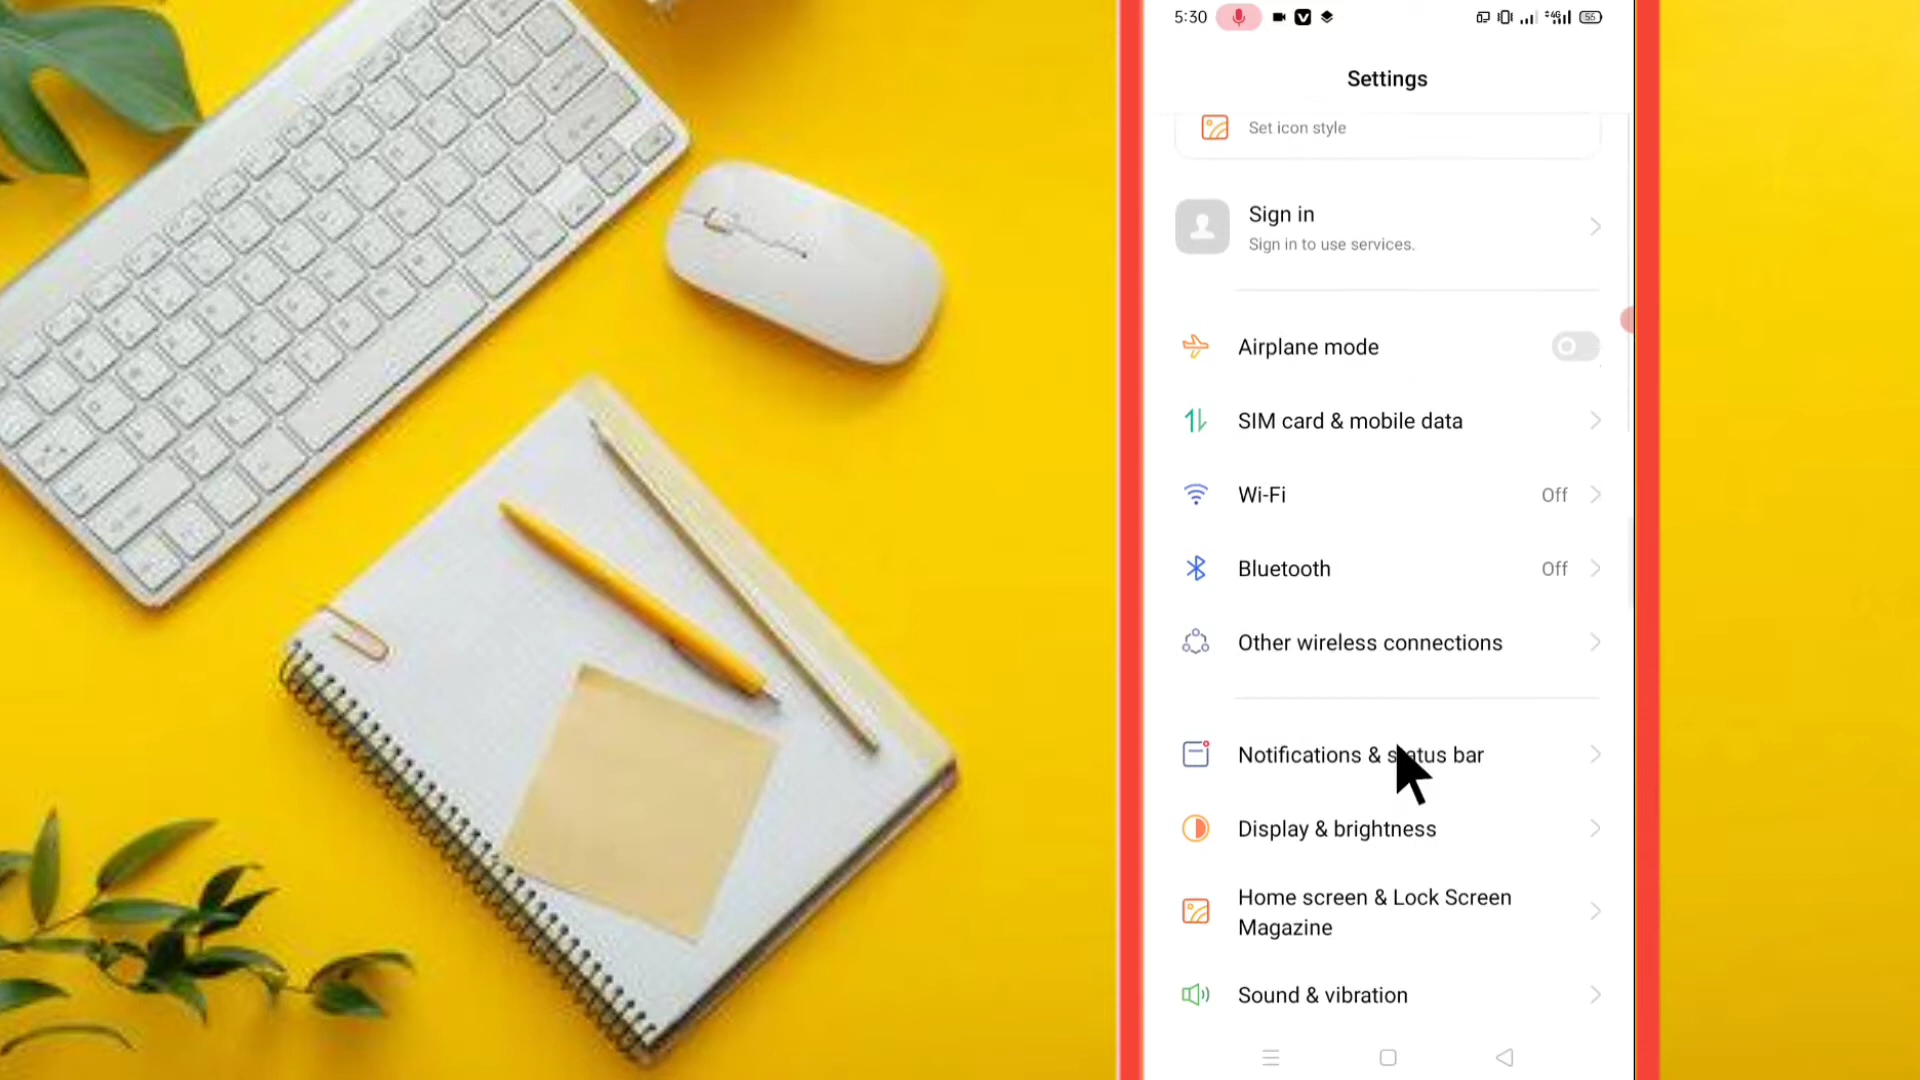 5:30
4G
55
Settings
Set icon style
Sign in
Sign in to use services.
Airplane mode
SIM card & mobile data
Wi-Fi Off
Bluetooth Off
Other wireless connections
Notifications & status bar
Display & brightness
Home screen & Lock Screen
Magazine
Sound & vibration